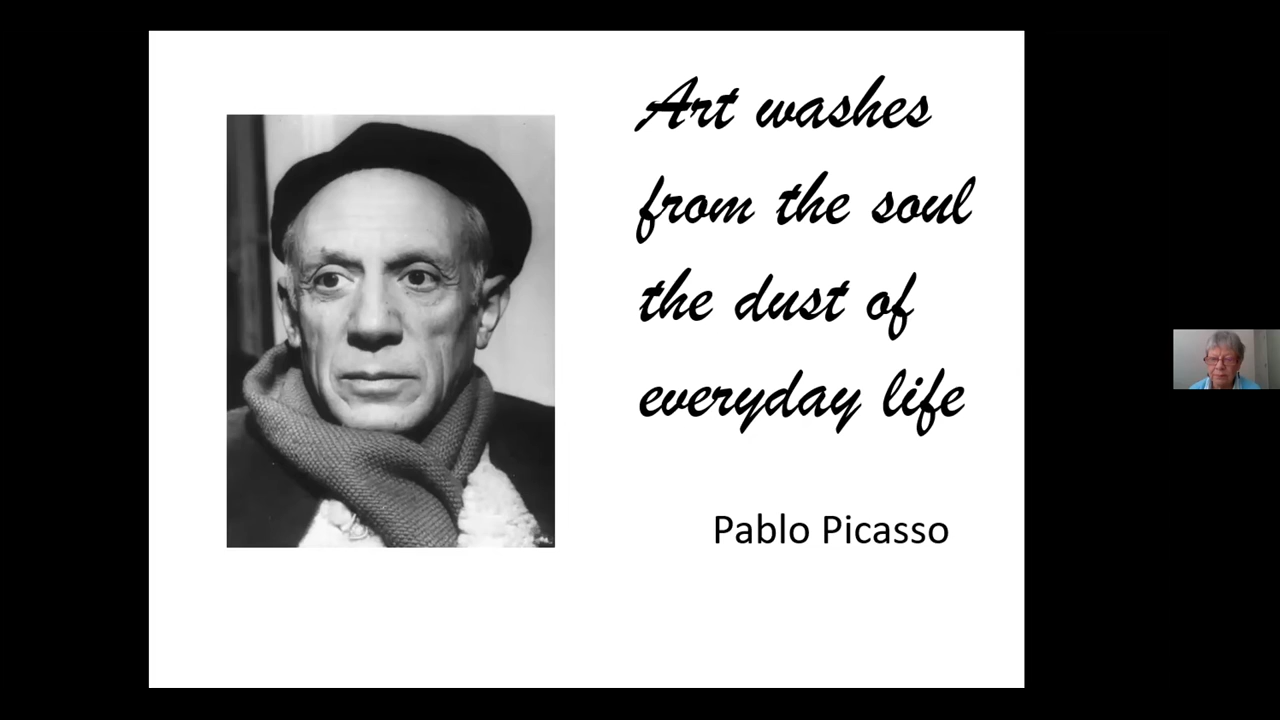 Art washes
from the soul
the dust of
everyday life
Pablo Picasso